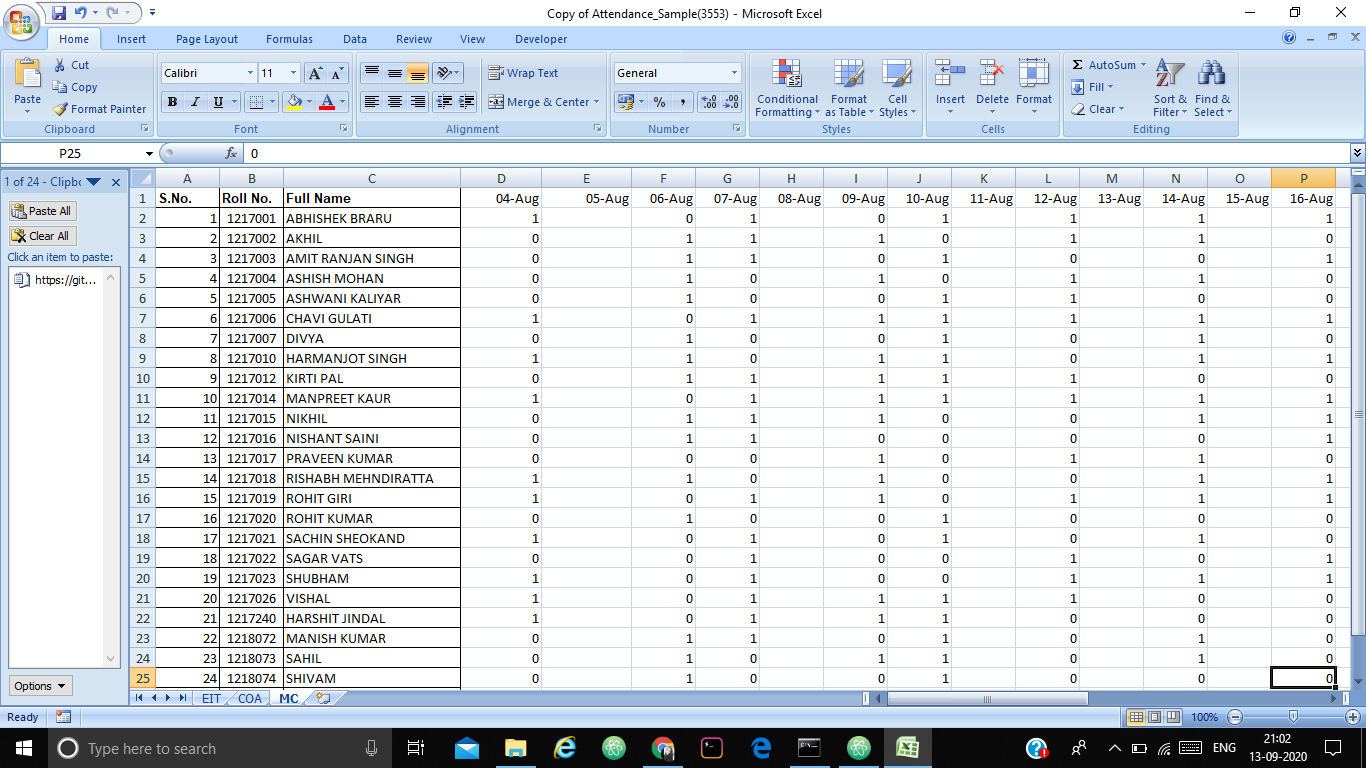 Copy of Attendance_Sample(3553) - Microsoft Excel
Home Insert Page Layout Formulas Data Review View Developer
Paste Cut Copy Format Painter Clipboard
Calibri 11 B I U Font
Wrap Text Merge & Center Alignment
General % , Number
Conditional Formatting Format as Table Cell Styles Styles
Insert Delete Format Cells
Σ AutoSum Fill Clear Sort & Filter Find & Select Editing
P25 fx 0
1 of 24 - Clipbo
Paste All
Clear All
Click an item to paste:
https://git...
Options
A B C D E F G H I J K L M N O P
1 S.No. Roll No. Full Name 04-Aug 05-Aug 06-Aug 07-Aug 08-Aug 09-Aug 10-Aug 11-Aug 12-Aug 13-Aug 14-Aug 15-Aug 16-Aug
2 1 1217001 ABHISHEK BRARU 1 0 1 0 1 1 1 1
3 2 1217002 AKHIL 0 1 1 1 0 1 1 0
4 3 1217003 AMIT RANJAN SINGH 0 1 1 0 1 0 0 1
5 4 1217004 ASHISH MOHAN 0 1 0 1 0 1 1 0
6 5 1217005 ASHWANI KALIYAR 0 1 0 0 1 1 0 0
7 6 1217006 CHAVI GULATI 1 0 1 1 1 1 1 1
8 7 1217007 DIVYA 0 1 0 1 1 0 1 0
9 8 1217010 HARMANJOT SINGH 1 1 0 1 1 0 1 1
10 9 1217012 KIRTI PAL 0 1 1 1 1 1 0 0
11 10 1217014 MANPREET KAUR 1 0 1 1 1 1 1 1
12 11 1217015 NIKHIL 0 1 1 1 0 0 1 1
13 12 1217016 NISHANT SAINI 0 1 1 0 0 0 0 1
14 13 1217017 PRAVEEN KUMAR 0 0 0 1 0 1 1 0
15 14 1217018 RISHABH MEHNDIRATTA 1 1 0 1 0 0 1 1
16 15 1217019 ROHIT GIRI 1 0 1 1 0 1 1 1
17 16 1217020 ROHIT KUMAR 0 1 0 0 1 0 0 0
18 17 1217021 SACHIN SHEOKAND 1 0 1 0 1 0 1 0
19 18 1217022 SAGAR VATS 0 0 1 0 0 1 0 1
20 19 1217023 SHUBHAM 1 0 1 0 0 1 1 1
21 20 1217026 VISHAL 1 0 0 1 1 1 0 0
22 21 1217240 HARSHIT JINDAL 1 0 1 1 1 0 0 0
23 22 1218072 MANISH KUMAR 0 1 1 0 1 0 1 0
24 23 1218073 SAHIL 0 1 0 1 1 0 1 0
25 24 1218074 SHIVAM 0 1 0 0 1 0 0 0
EIT COA MC
Ready 100%
Type here to search
ENG 21:02
13-09-2020